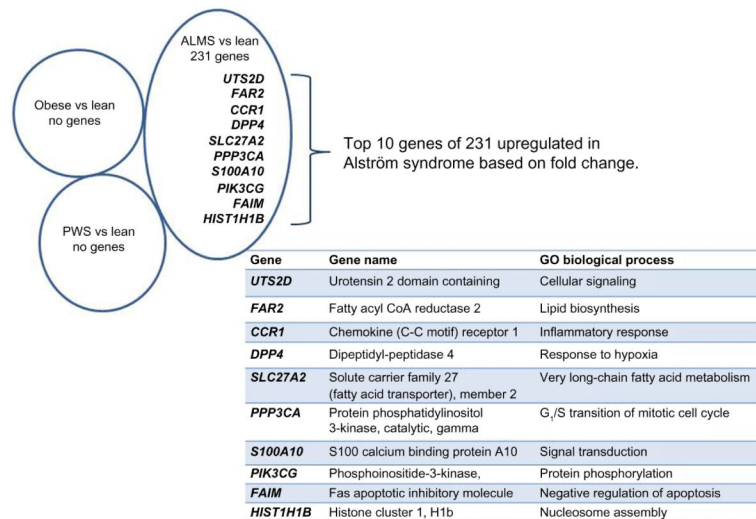 ALMS vs lean
231 genes
UTS2D
FAR2
CCR1
DPP4
SLC27A2
PPP3CA
S100A10
PIK3CG
FAIM
HIST1H1B
Obese vs lean
no genes
PWS vs lean
no genes
Top 10 genes of 231 upregulated in
Alström syndrome based on fold change.
Gene Gene name GO biological process
UTS2D Urotensin 2 domain containing Cellular signaling
FAR2 Fatty acyl CoA reductase 2 Lipid biosynthesis
CCR1 Chemokine (C-C motif) receptor 1 Inflammatory response
DPP4 Dipeptidyl-peptidase 4 Response to hypoxia
SLC27A2 Solute carrier family 27 Very long-chain fatty acid metabolism
(fatty acid transporter), member 2
PPP3CA Protein phosphatidylinositol G₁/S transition of mitotic cell cycle
3-kinase, catalytic, gamma
S100A10 S100 calcium binding protein A10 Signal transduction
PIK3CG Phosphoinositide-3-kinase, Protein phosphorylation
FAIM Fas apoptotic inhibitory molecule Negative regulation of apoptosis
HIST1H1B Histone cluster 1, H1b Nucleosome assembly